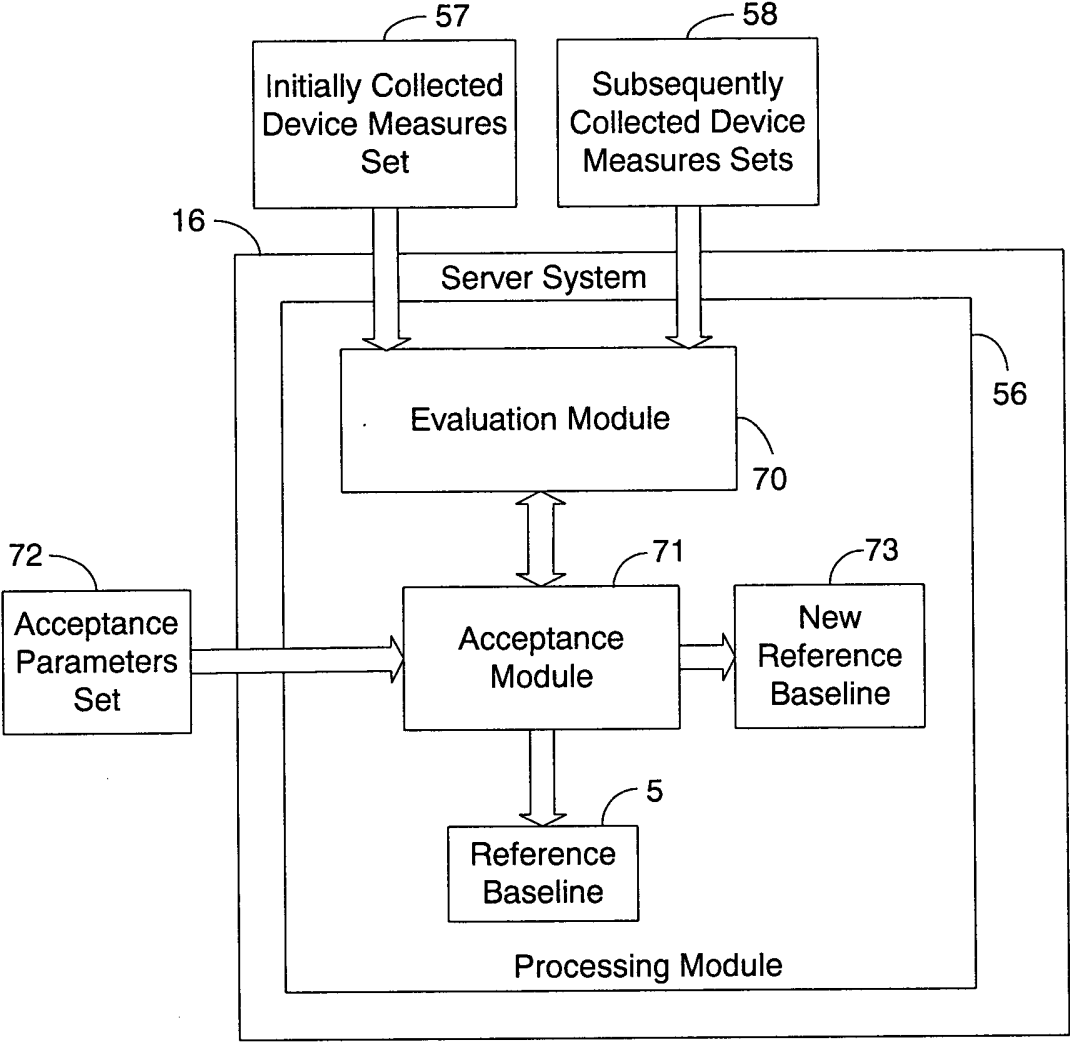 57
58
Initially Collected
Device Measures
Set
Subsequently
Collected Device
Measures Sets
16
Server System
56
Evaluation Module
70
72
71
73
Acceptance
Parameters
Set
Acceptance
Module
New
Reference
Baseline
5
Reference
Baseline
Processing Module